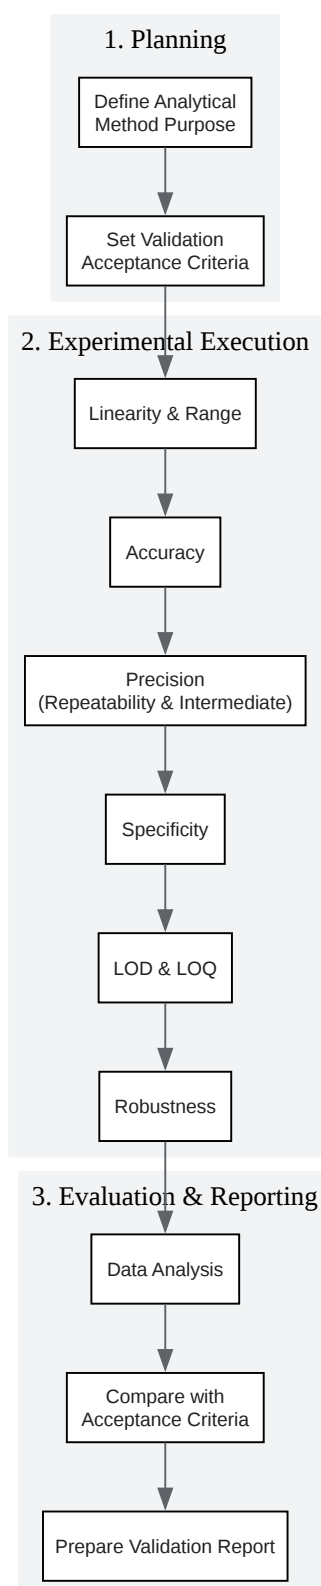 1. Planning
Define Analytical
Method Purpose
Set Validation
Acceptance Criteria
2. Experimental Execution
Linearity & Range
Accuracy
Precision
(Repeatability & Intermediate)
Specificity
LOD & LOQ
Robustness
3. Evaluation & Reporting
Data Analysis
Compare with
Acceptance Criteria
Prepare Validation Report